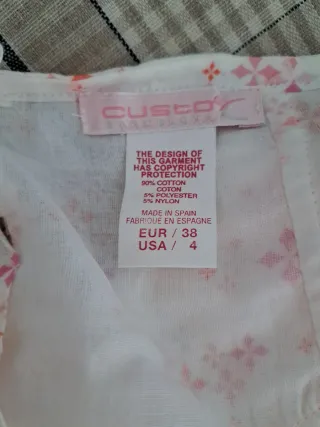 custo
BARCELONA
THE DESIGN OF
THIS GARMENT
HAS COPYRIGHT
PROTECTION
90% COTTON
COTON
5% POLYESTER
5% NYLON
MADE IN SPAIN
FABRIQUE EN ESPAGNE
EUR / 38
USA / 4